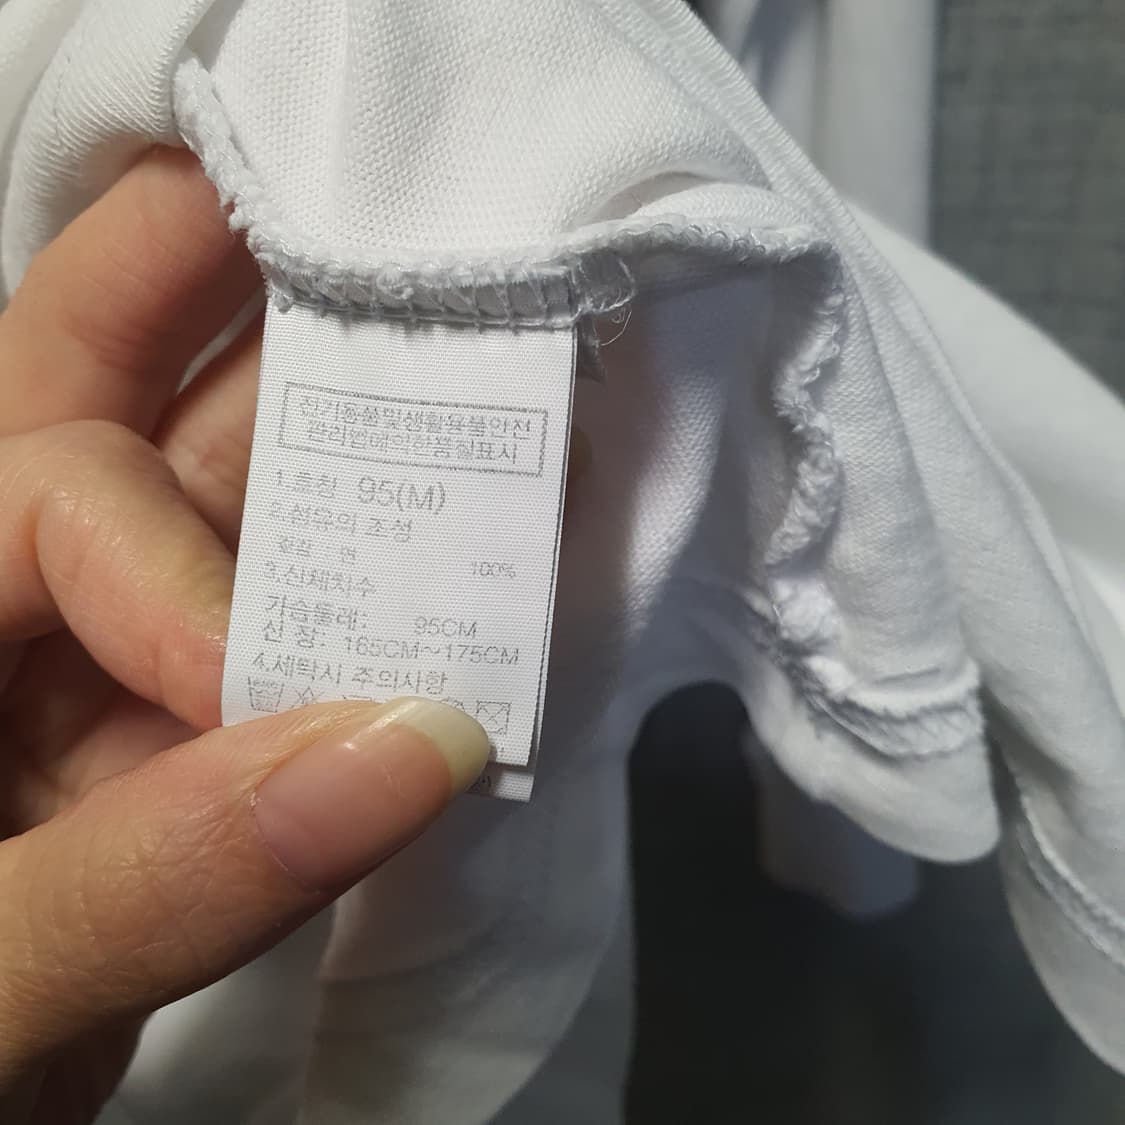 전기용품및생활용품안전
관리법에의한품질표시
1.호칭 95(M)
2.섬유의 조성
겉감 : 면 100%
3.신체치수
가슴둘레: 95CM
신 장: 165CM~175CM
4.세탁시 주의사항